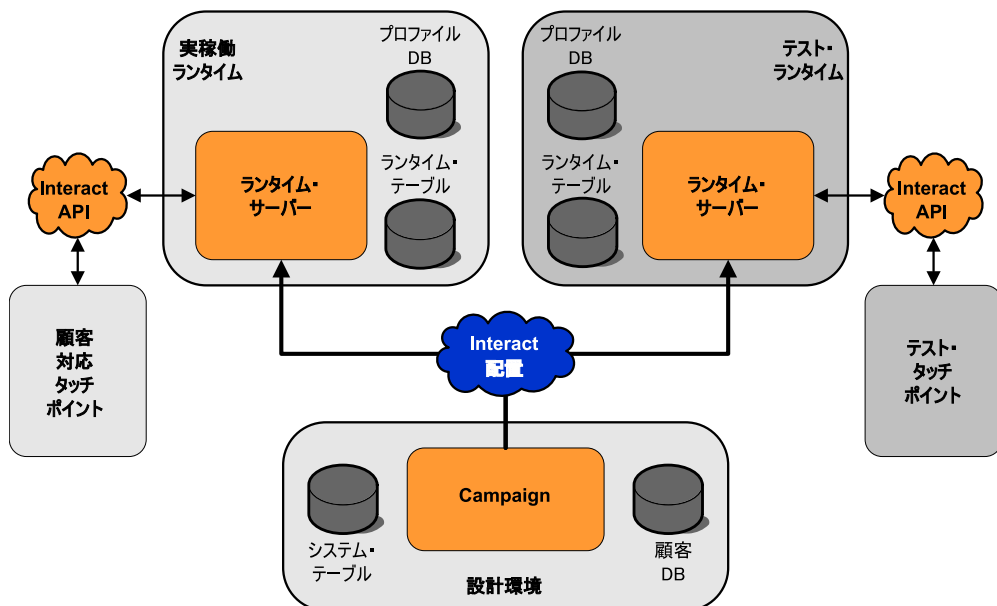 実稼働
ランタイム
プロファイル
DB
ランタイム・
テーブル
ランタイム・
サーバー
Interact
API
顧客
対応
タッチ
ポイント
プロファイル
DB
テスト・
ランタイム
ランタイム・
テーブル
ランタイム・
サーバー
Interact
API
テスト・
タッチ
ポイント
Interact
配置
Campaign
システム・
テーブル
顧客
DB
設計環境